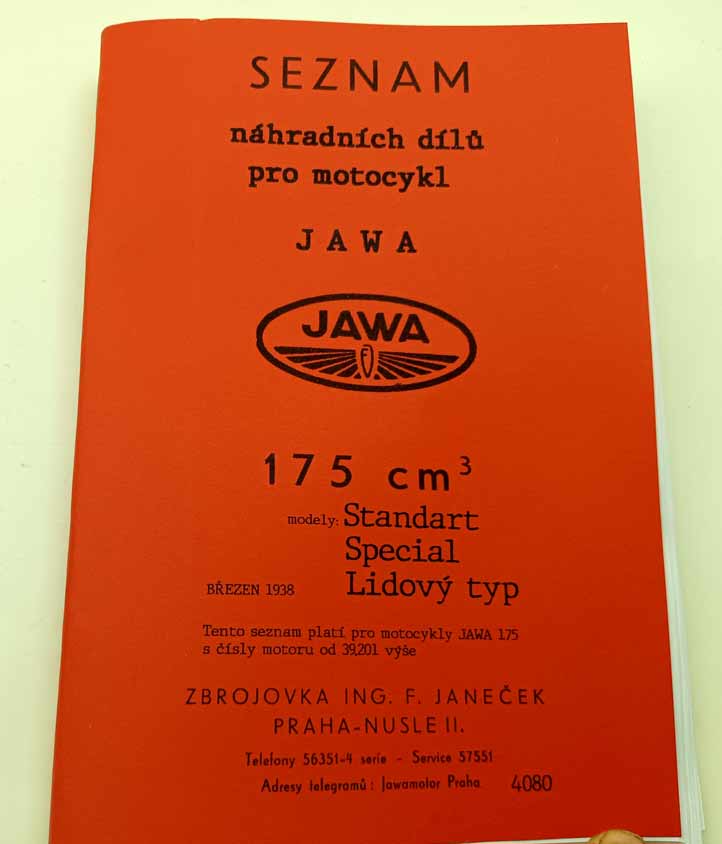 SEZNAM
náhradních dílů
pro motocykl
JAWA
JAWA
175 cm³
modely: Standart
Special
BŘEZEN 1938 Lidový typ
Tento seznam platí pro motocykly JAWA 175
s čísly motoru od 39,201 výše
ZBROJOVKA ING. F. JANEČEK
PRAHA-NUSLE II.
Telefony 56351-4 serie - Service 57551
Adresy telegramů: Jawamotor Praha 4080